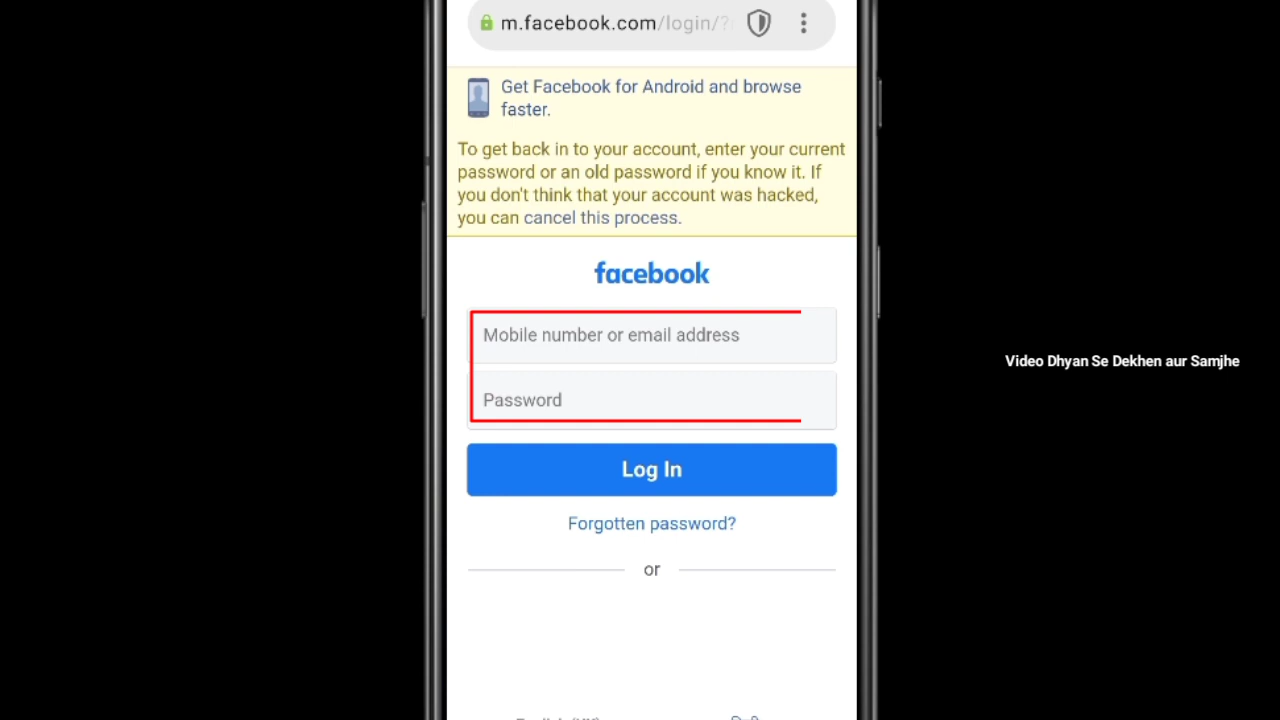 m.facebook.com/login/?
Get Facebook for Android and browse
faster.
To get back in to your account, enter your current
password or an old password if you know it. If
you don't think that your account was hacked,
you can cancel this process.
facebook
Mobile number or email address
Video Dhyan Se Dekhen aur Samjhe
Password
Log In
Forgotten password?
or